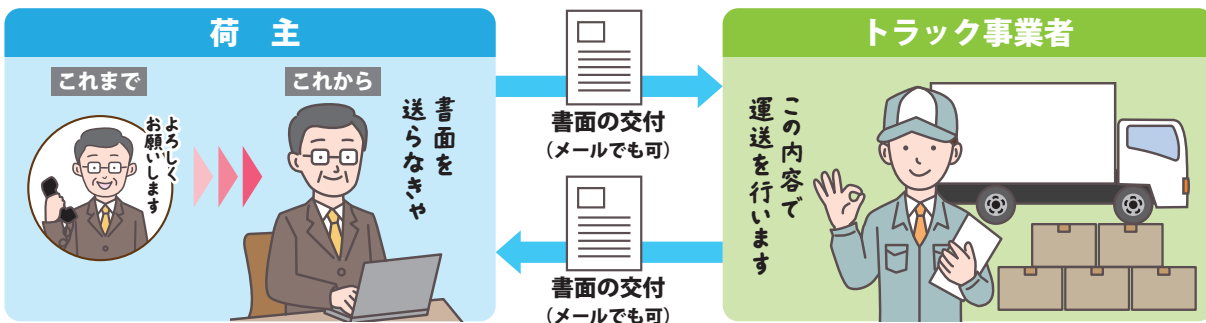 荷　主
これまで
よろしく
お願いします
これから
書面を
送らなきゃ
書面の交付
（メールでも可）
書面の交付
（メールでも可）
トラック事業者
この内容で
運送を行います